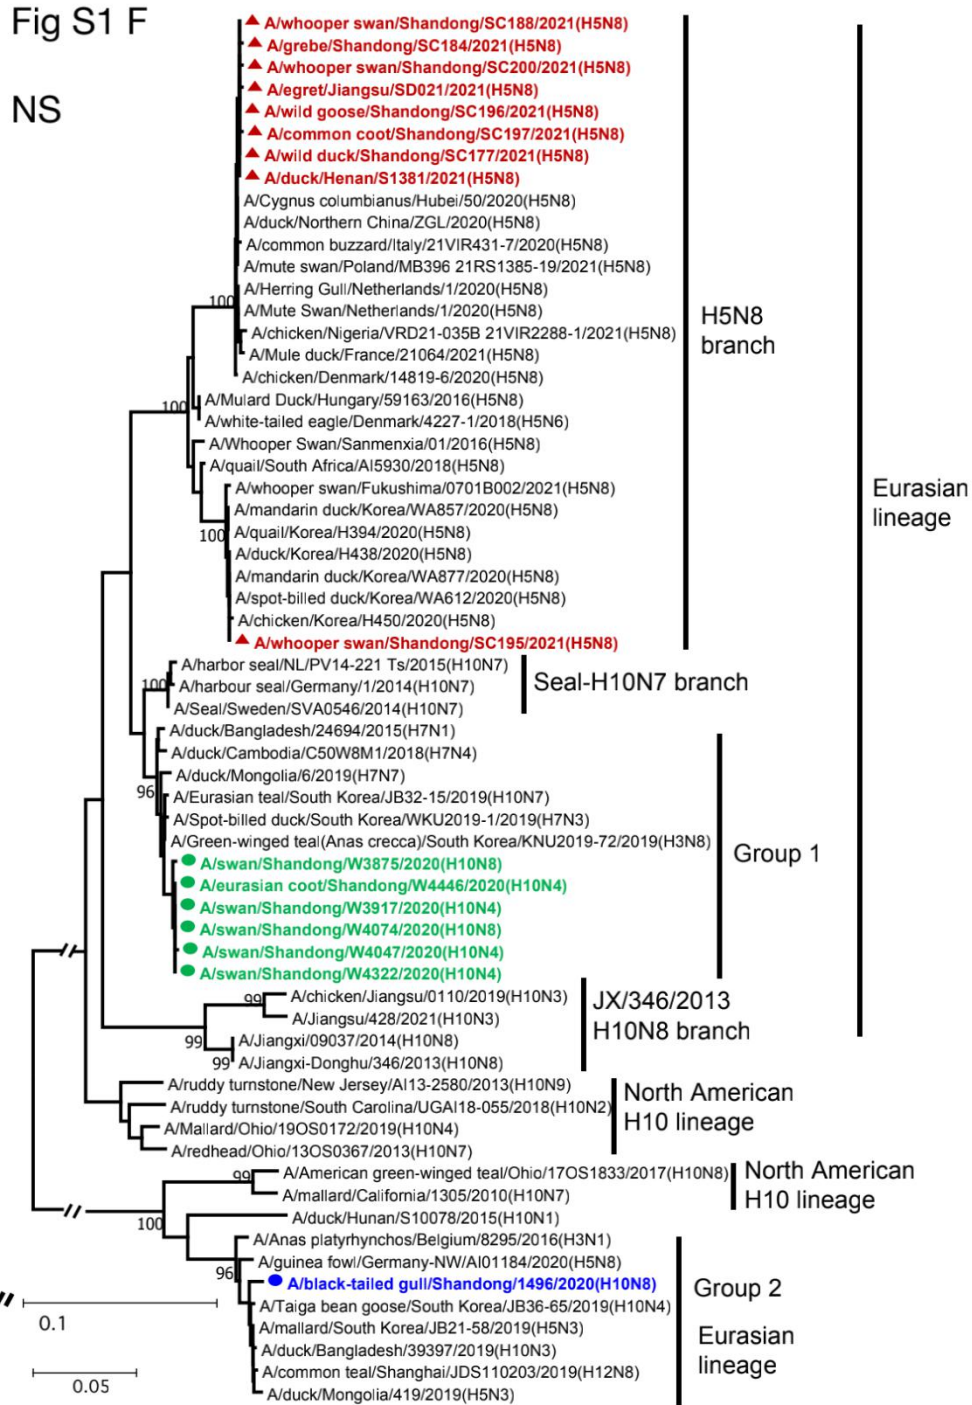 Fig S1 F
NS
A/whooper swan/Shandong/SC188/2021(H5N8)
A/grebe/Shandong/SC184/2021(H5N8)
A/whooper swan/Shandong/SC200/2021(H5N8)
A/egret/Jiangsu/SD021/2021(H5N8)
A/wild goose/Shandong/SC196/2021(H5N8)
A/common coot/Shandong/SC197/2021(H5N8)
A/wild duck/Shandong/SC177/2021(H5N8)
A/duck/Henan/S1381/2021(H5N8)
A/Cygnus columbianus/Hubei/50/2020(H5N8)
A/duck/Northern China/ZGL/2020(H5N8)
A/common buzzard/Italy/21VIR431-7/2020(H5N8)
A/mute swan/Poland/MB396 21RS1385-19/2021(H5N8)
A/Herring Gull/Netherlands/1/2020(H5N8)
100
A/Mute Swan/Netherlands/1/2020(H5N8)
A/chicken/Nigeria/VRD21-035B 21VIR2288-1/2021(H5N8)
H5N8
branch
A/Mule duck/France/21064/2021(H5N8)
A/chicken/Denmark/14819-6/2020(H5N8)
A/Mulard Duck/Hungary/59163/2016(H5N8)
100
A/white-tailed eagle/Denmark/4227-1/2018(H5N6)
A/Whooper Swan/Sanmenxia/01/2016(H5N8)
A/quail/South Africa/AI5930/2018(H5N8)
A/whooper swan/Fukushima/0701B002/2021(H5N8)
Eurasian
lineage
A/mandarin duck/Korea/WA857/2020(H5N8)
A/quail/Korea/H394/2020(H5N8)
100
A/duck/Korea/H438/2020(H5N8)
A/mandarin duck/Korea/WA877/2020(H5N8)
A/spot-billed duck/Korea/WA612/2020(H5N8)
A/chicken/Korea/H450/2020(H5N8)
A/whooper swan/Shandong/SC195/2021(H5N8)
A/harbor seal/NL/PV14-221 Ts/2015(H10N7)
100
A/harbour seal/Germany/1/2014(H10N7)
Seal-H10N7 branch
A/Seal/Sweden/SVA0546/2014(H10N7)
A/duck/Bangladesh/24694/2015(H7N1)
A/duck/Cambodia/C50W8M1/2018(H7N4)
A/duck/Mongolia/6/2019(H7N7)
96
A/Eurasian teal/South Korea/JB32-15/2019(H10N7)
A/Spot-billed duck/South Korea/WKU2019-1/2019(H7N3)
A/Green-winged teal(Anas crecca)/South Korea/KNU2019-72/2019(H3N8)
Group 1
A/swan/Shandong/W3875/2020(H10N8)
A/eurasian coot/Shandong/W4446/2020(H10N4)
A/swan/Shandong/W3917/2020(H10N4)
A/swan/Shandong/W4074/2020(H10N8)
A/swan/Shandong/W4047/2020(H10N4)
A/swan/Shandong/W4322/2020(H10N4)
99
A/chicken/Jiangsu/0110/2019(H10N3)
A/Jiangsu/428/2021(H10N3)
JX/346/2013
H10N8 branch
99
A/Jiangxi/09037/2014(H10N8)
99
A/Jiangxi-Donghu/346/2013(H10N8)
A/ruddy turnstone/New Jersey/AI13-2580/2013(H10N9)
A/ruddy turnstone/South Carolina/UGAI18-055/2018(H10N2)
North American
H10 lineage
A/Mallard/Ohio/19OS0172/2019(H10N4)
A/redhead/Ohio/13OS0367/2013(H10N7)
99
A/American green-winged teal/Ohio/17OS1833/2017(H10N8)
North American
H10 lineage
A/mallard/California/1305/2010(H10N7)
100
A/duck/Hunan/S10078/2015(H10N1)
A/Anas platyrhynchos/Belgium/8295/2016(H3N1)
A/guinea fowl/Germany-NW/AI01184/2020(H5N8)
96
A/black-tailed gull/Shandong/1496/2020(H10N8)
Group 2
A/Taiga bean goose/South Korea/JB36-65/2019(H10N4)
A/mallard/South Korea/JB21-58/2019(H5N3)
Eurasian
lineage
A/duck/Bangladesh/39397/2019(H10N3)
A/common teal/Shanghai/JDS110203/2019(H12N8)
A/duck/Mongolia/419/2019(H5N3)
0.1
0.05